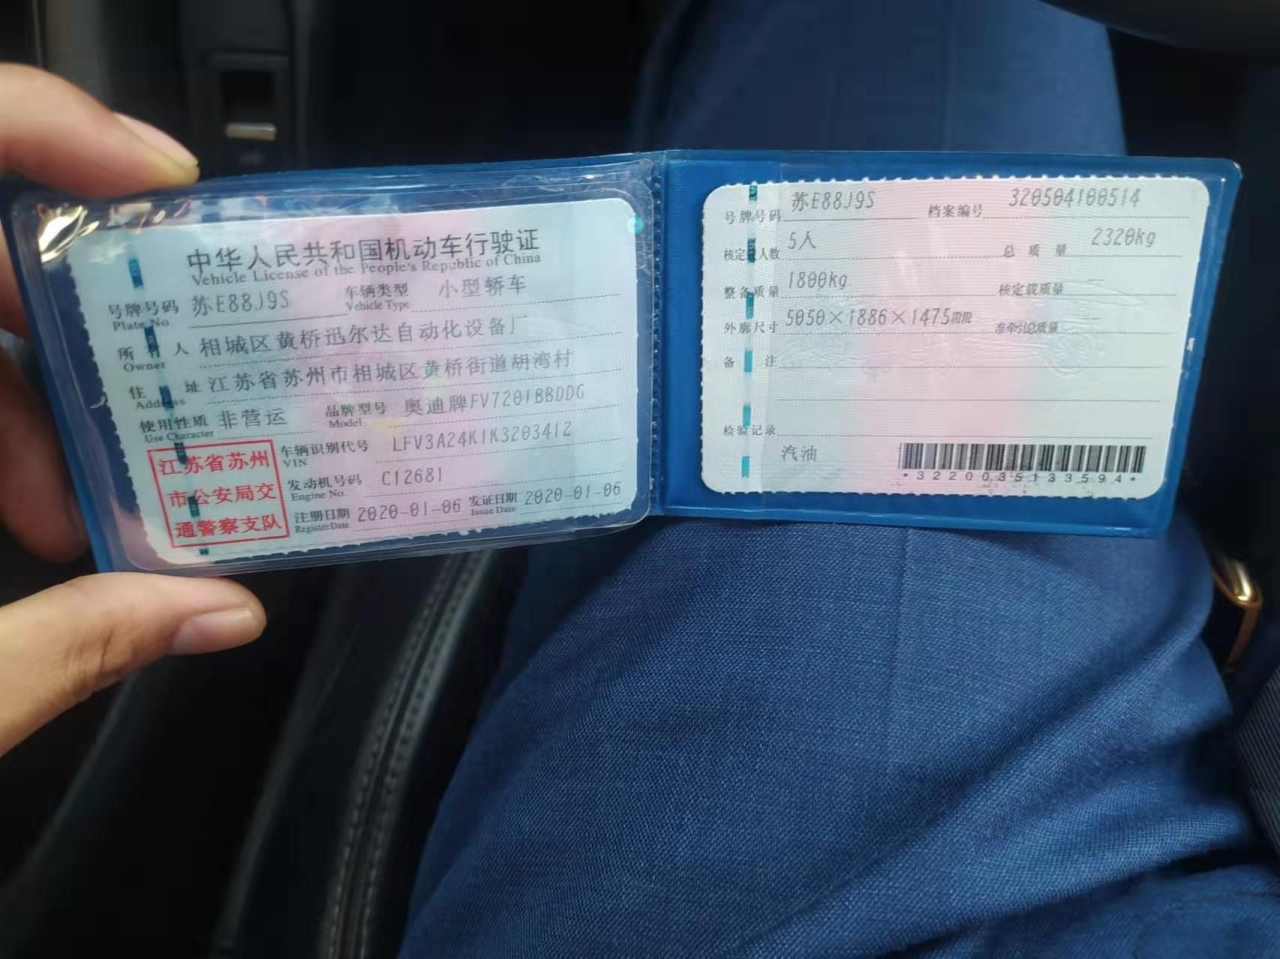 中华人民共和国机动车行驶证
Vehicle License of the People's Republic of China
号牌号码 苏E88J9S 车辆类型 小型轿车
Plate No. Vehicle Type
所有人 相城区黄桥迅尔达自动化设备厂
Owner
住址 江苏省苏州市相城区黄桥街道胡湾村
Address
使用性质 非营运 品牌型号 奥迪牌FV7201BBDDG
Use Character Model
江苏省苏州
市公安局交
通警察支队
车辆识别代号 LFV3A24K1K3203412
VIN
发动机号码 C12681
Engine No.
注册日期 2020-01-06 发证日期 2020-01-06
Register Date Issue Date
号牌号码 苏E88J9S 档案编号 320504100514
核定载人数 5人 总质量 2320kg
整备质量 1800kg 核定载质量 --
外廓尺寸 5050×1886×1475mm 准牵引总质量 --
备注
检验记录
汽油
*3220035133594*